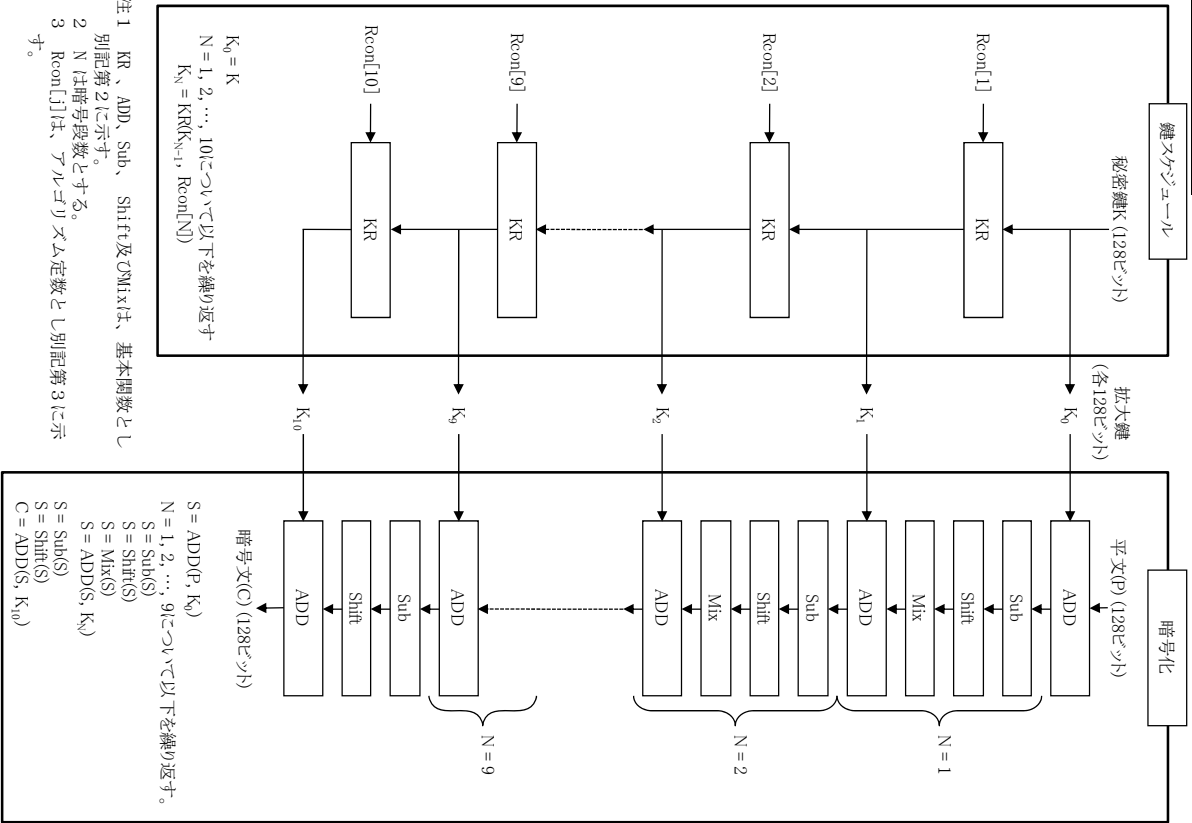 鍵スケジュール
秘密鍵K (128ビット)
Rcon[1]
KR
Rcon[2]
KR
Rcon[9]
KR
Rcon[10]
KR
K₀ = K
N = 1, 2, …, 10について以下を繰り返す
K_N = KR(K_{N-1}, Rcon[N])
拡大鍵
(各128ビット)
K₀
K₁
K₂
K₉
K₁₀
暗号化
平文(P) (128ビット)
ADD
Sub
Shift
Mix
ADD
N = 1
Sub
Shift
Mix
ADD
N = 2
ADD
N = 9
Sub
Shift
ADD
暗号文(C) (128ビット)
S = ADD(P, K₀)
N = 1, 2, …, 9について以下を繰り返す。
S = Sub(S)
S = Shift(S)
S = Mix(S)
S = ADD(S, K_N)
S = Sub(S)
S = Shift(S)
C = ADD(S, K₁₀)
注1 KR 、ADD、Sub、 Shift及びMixは、基本関数とし
別記第2に示す。
2 N は暗号段数とする。
3 Rcon[j]は、アルゴリズム定数とし別記第3に示
す。